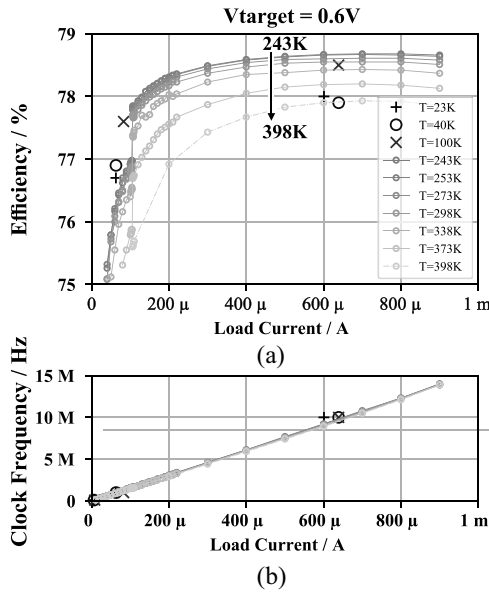 Vtarget = 0.6V
Efficiency / %
79
78
77
76
75
243K
398K
T=23K
T=40K
T=100K
T=243K
T=253K
T=273K
T=298K
T=338K
T=373K
T=398K
0
200 μ
400 μ
600 μ
800 μ
1 m
Load Current / A
(a)
Clock Frequency / Hz
15 M
10 M
5 M
0
0
200 μ
400 μ
600 μ
800 μ
1 m
Load Current / A
(b)